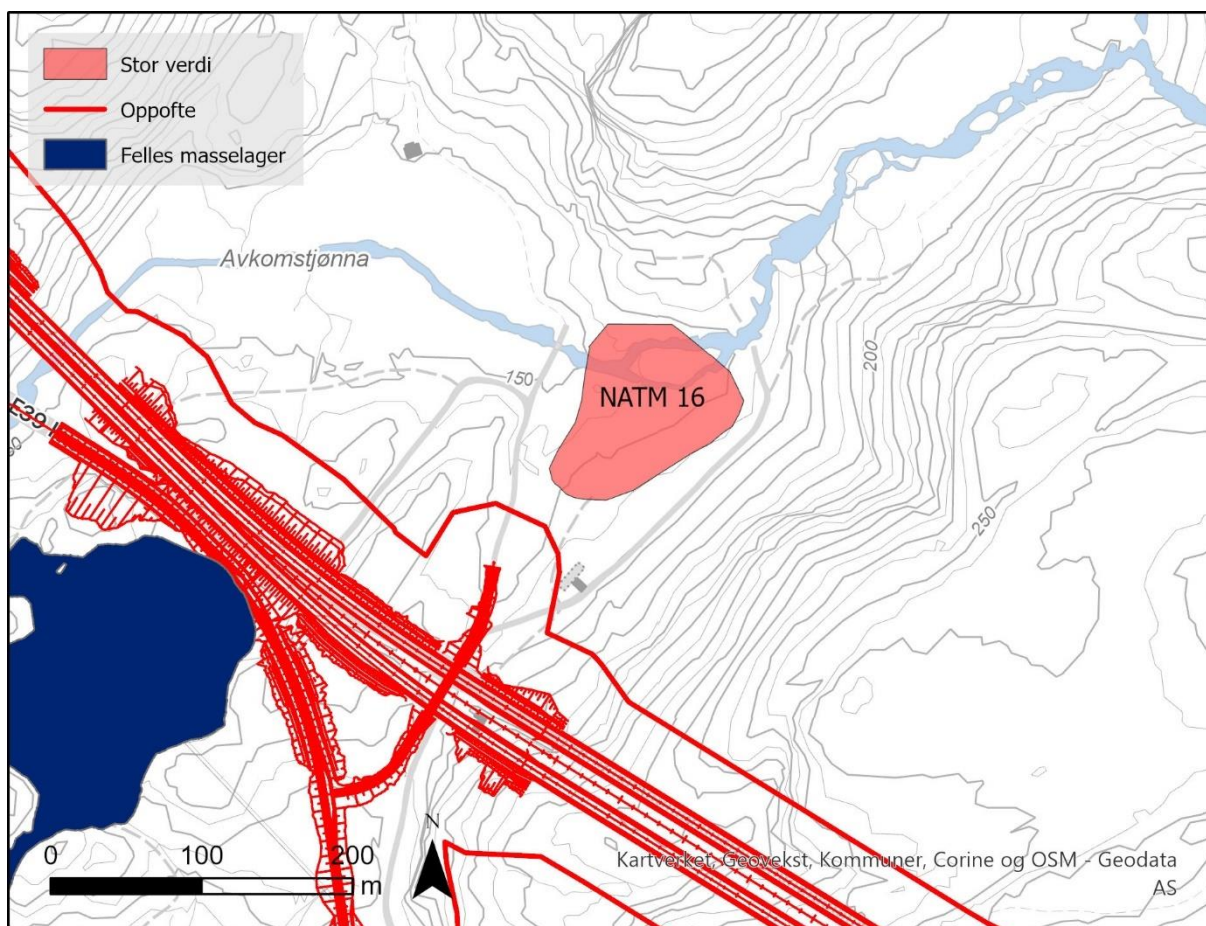 Stor verdi
Oppofte
Felles masselager
Avkomstjønna
150
NATM 16
200
E39
250
N
0 100 200
m
Kartverket, Geovekst, Kommuner, Corine og OSM - Geodata
AS